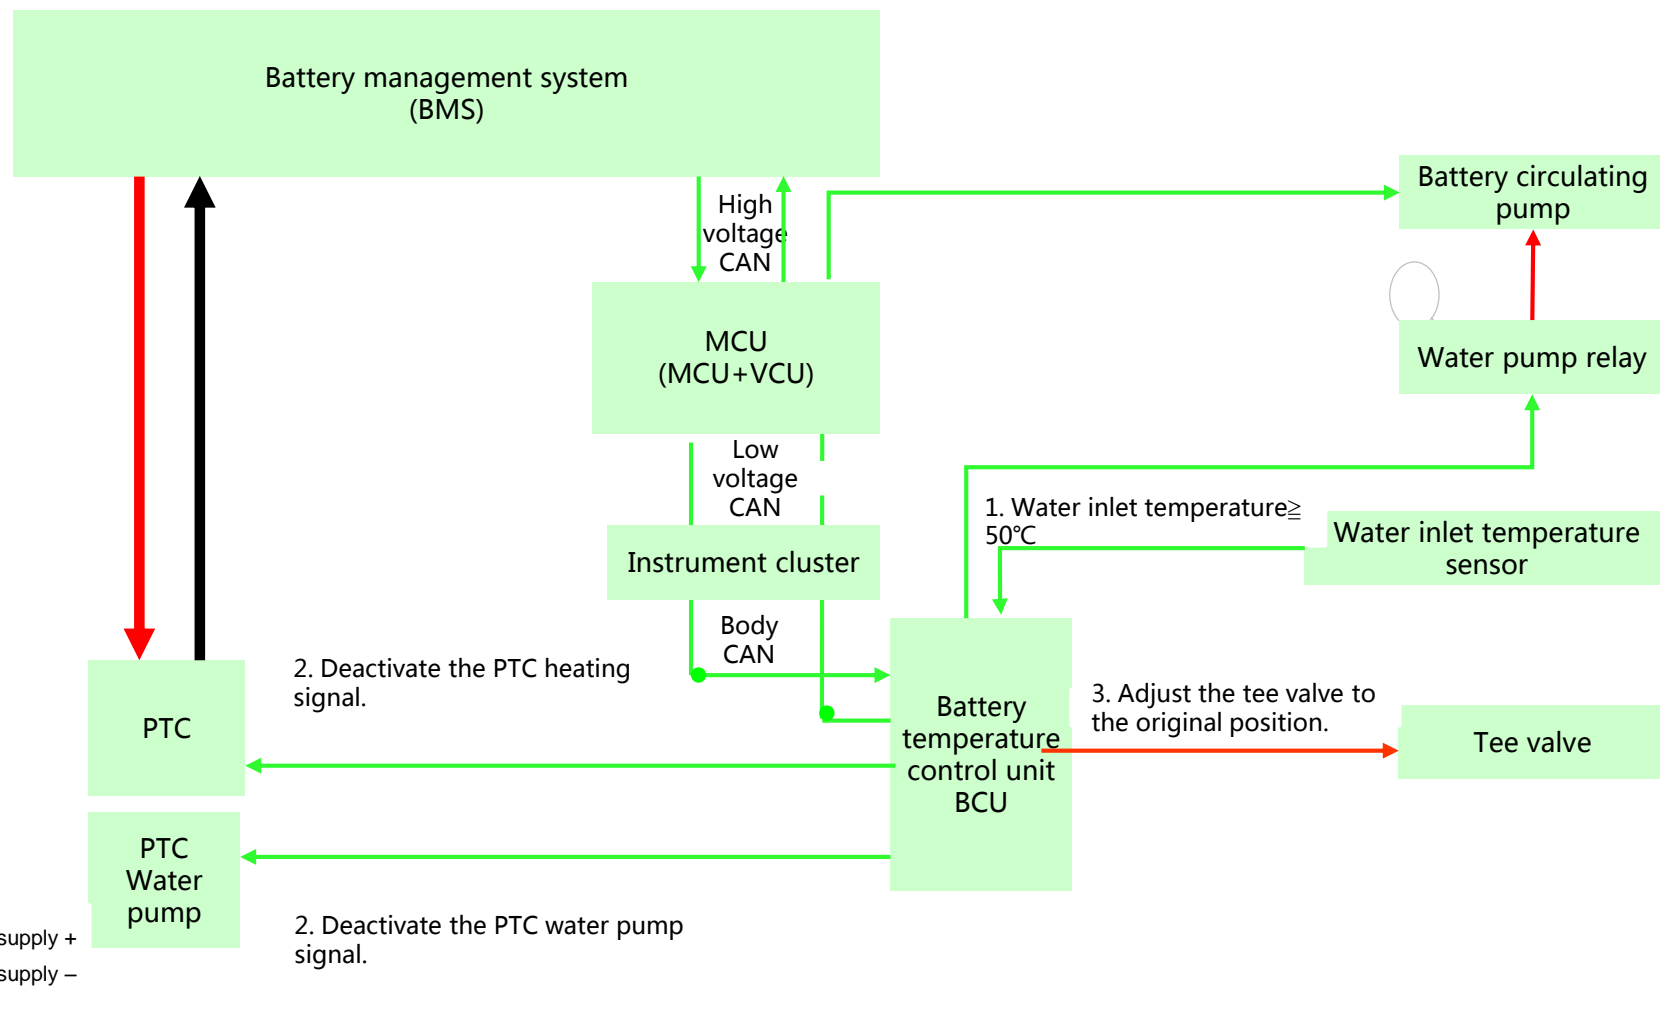 Battery management system
(BMS)
Battery circulating
pump
High
voltage
CAN
MCU
(MCU+VCU)
Water pump relay
Low
voltage
CAN
1. Water inlet temperature≧
50℃
Water inlet temperature
sensor
Instrument cluster
Body
CAN
2. Deactivate the PTC heating
signal.
PTC
Battery
temperature
control unit
BCU
3. Adjust the tee valve to
the original position.
Tee valve
PTC
Water
pump
2. Deactivate the PTC water pump
signal.
supply +
supply –